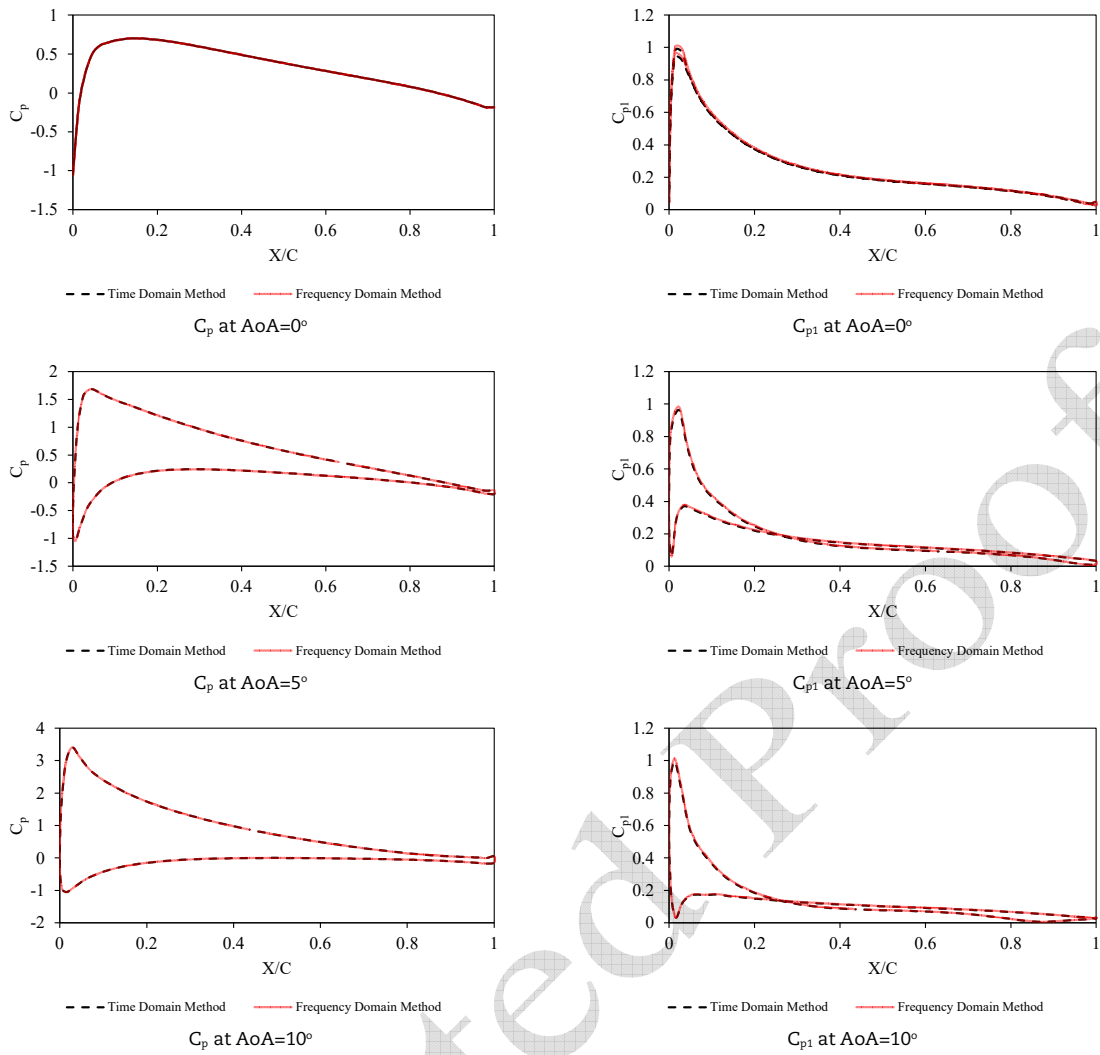 1
0.5
0
-0.5
-1
-1.5
C_p
0 0.2 0.4 0.6 0.8 1
X/C
Time Domain Method Frequency Domain Method
C_p at AoA=0°
1.2
1
0.8
0.6
0.4
0.2
0
C_p1
0 0.2 0.4 0.6 0.8 1
X/C
Time Domain Method Frequency Domain Method
C_p1 at AoA=0°
2
1.5
1
0.5
0
-0.5
-1
-1.5
C_p
0 0.2 0.4 0.6 0.8 1
X/C
Time Domain Method Frequency Domain Method
C_p at AoA=5°
1.2
1
0.8
0.6
0.4
0.2
0
C_p1
0 0.2 0.4 0.6 0.8 1
X/C
Time Domain Method Frequency Domain Method
C_p1 at AoA=5°
4
3
2
1
0
-1
-2
C_p
0 0.2 0.4 0.6 0.8 1
X/C
Time Domain Method Frequency Domain Method
C_p at AoA=10°
1.2
1
0.8
0.6
0.4
0.2
0
C_p1
0 0.2 0.4 0.6 0.8 1
X/C
Time Domain Method Frequency Domain Method
C_p1 at AoA=10°
ted Proof